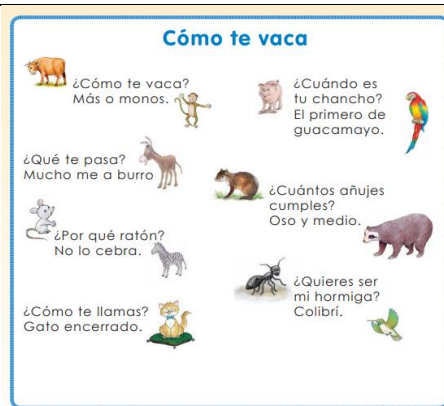 Cómo te vaca
¿Cómo te vaca?
Más o monos.
¿Qué te pasa?
Mucho me a burro
¿Por qué ratón?
No lo cebra.
¿Cómo te llamas?
Gato encerrado.
¿Cuándo es
tu chancho?
El primero de
guacamayo.
¿Cuántos añujes
cumples?
Oso y medio.
¿Quieres ser
mi hormiga?
Colibrí.